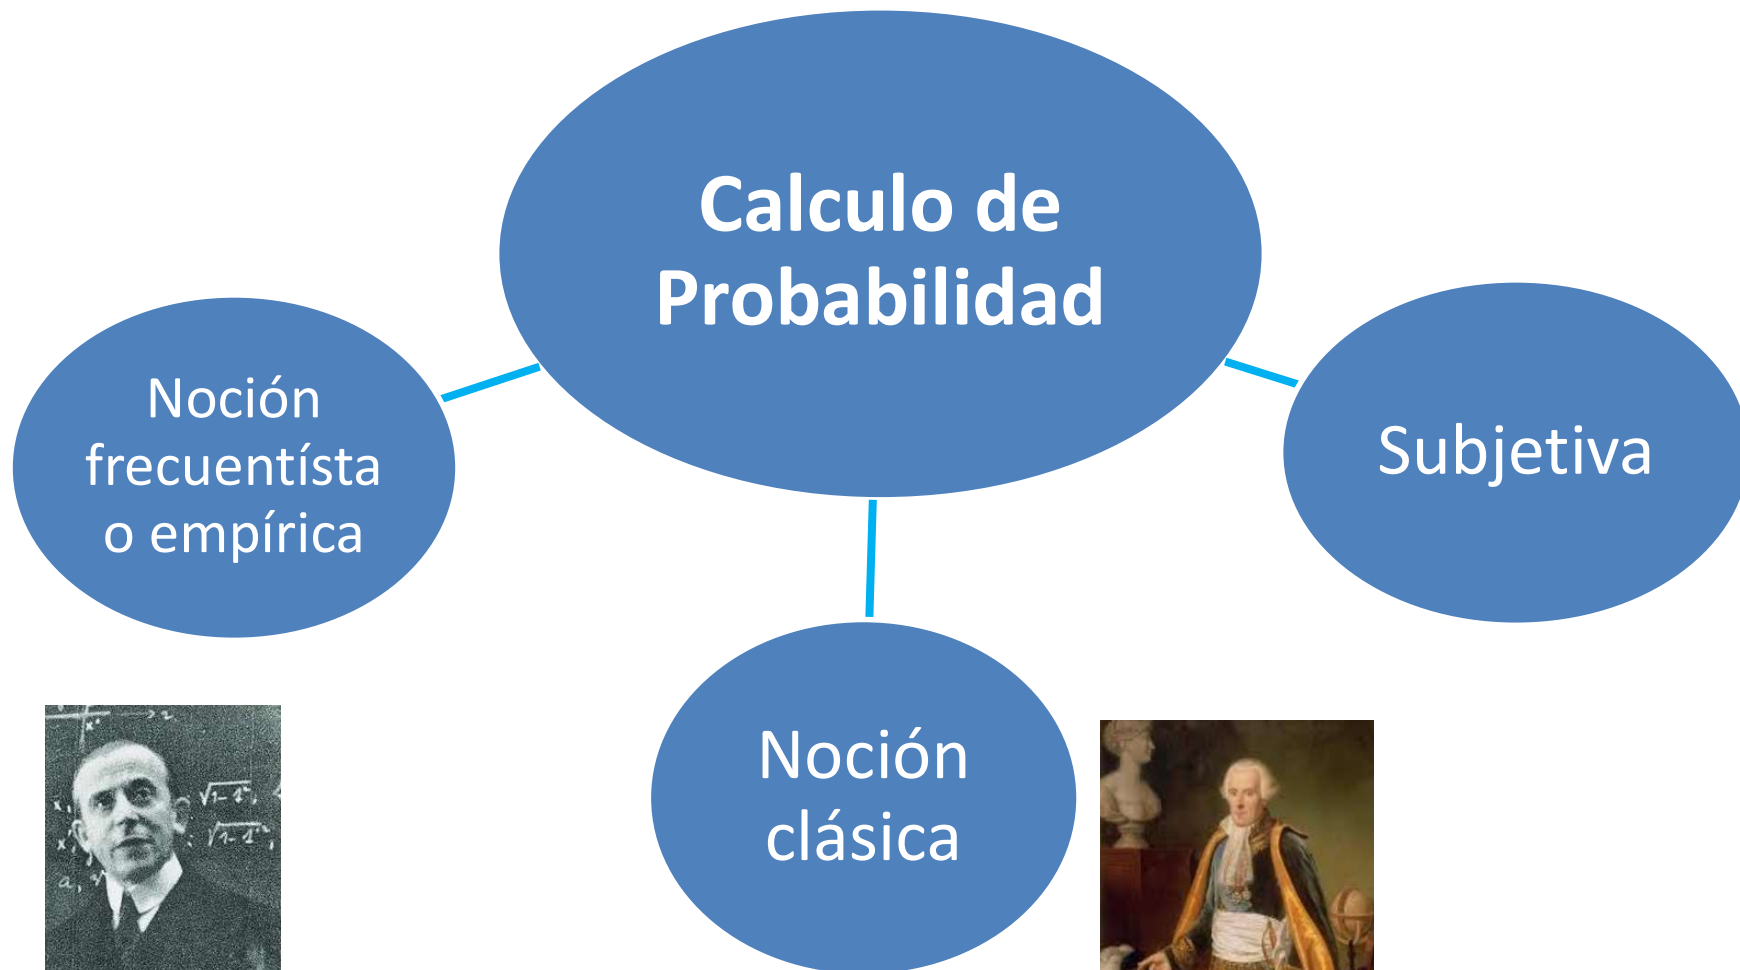 Calculo de
Probabilidad
Noción
frecuentísta
o empírica
Subjetiva
Noción
clásica